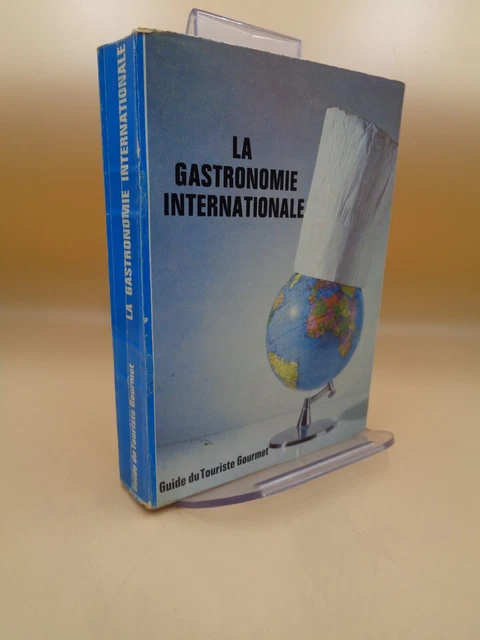 LA
GASTRONOMIE
INTERNATIONALE
Guide du Touriste Gourmet
LA GASTRONOMIE INTERNATIONALE
Guide du Touriste Gourmet